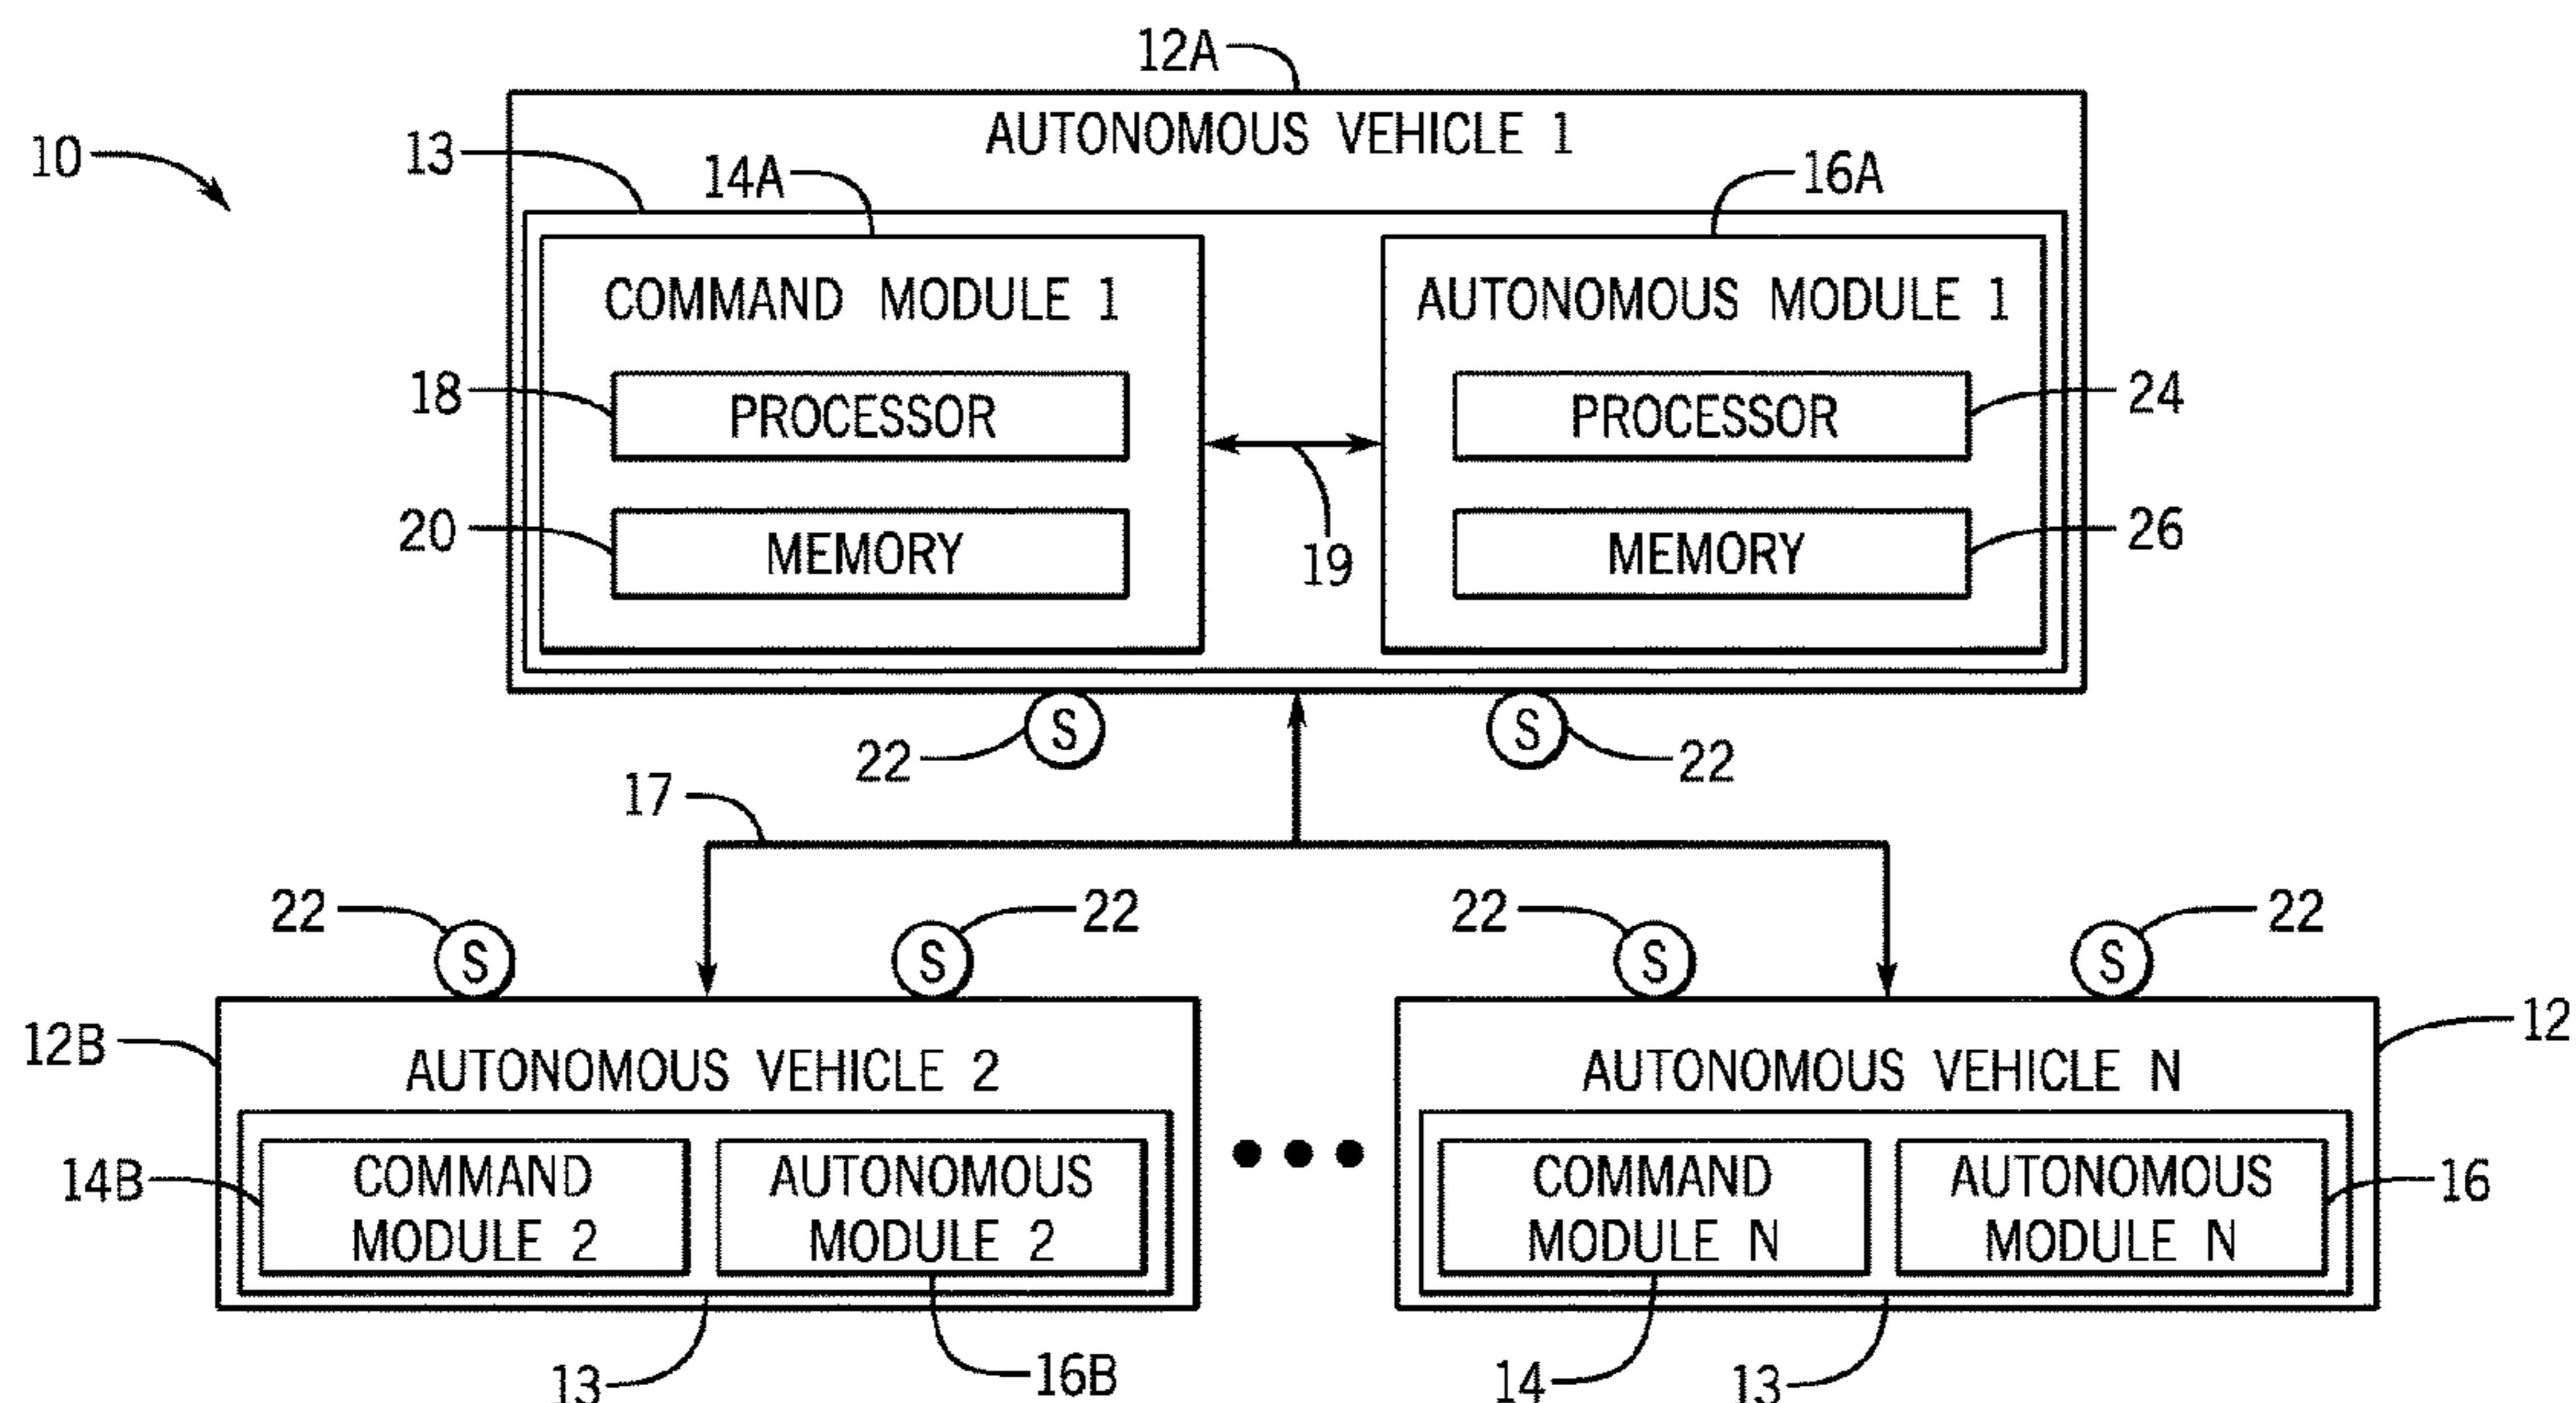 12A
10
13
AUTONOMOUS VEHICLE 1
14A
16A
COMMAND MODULE 1
AUTONOMOUS MODULE 1
18
PROCESSOR
PROCESSOR
24
20
MEMORY
19
MEMORY
26
22
S
S
22
17
22
S
S
22
22
S
S
22
12B
AUTONOMOUS VEHICLE 2
AUTONOMOUS VEHICLE N
12
14B
COMMAND
MODULE 2
AUTONOMOUS
MODULE 2
COMMAND
MODULE N
AUTONOMOUS
MODULE N
16
13
16B
14
13